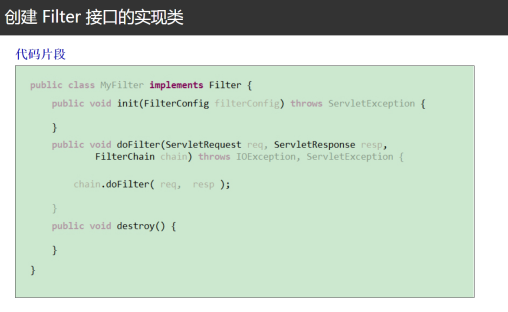 创建 Filter 接口的实现类
代码片段
public class MyFilter implements Filter {
public void init(FilterConfig filterConfig) throws ServletException {
}
public void doFilter(ServletRequest req, ServletResponse resp,
FilterChain chain) throws IOException, ServletException {
chain.doFilter( req, resp );
}
public void destroy() {
}
}